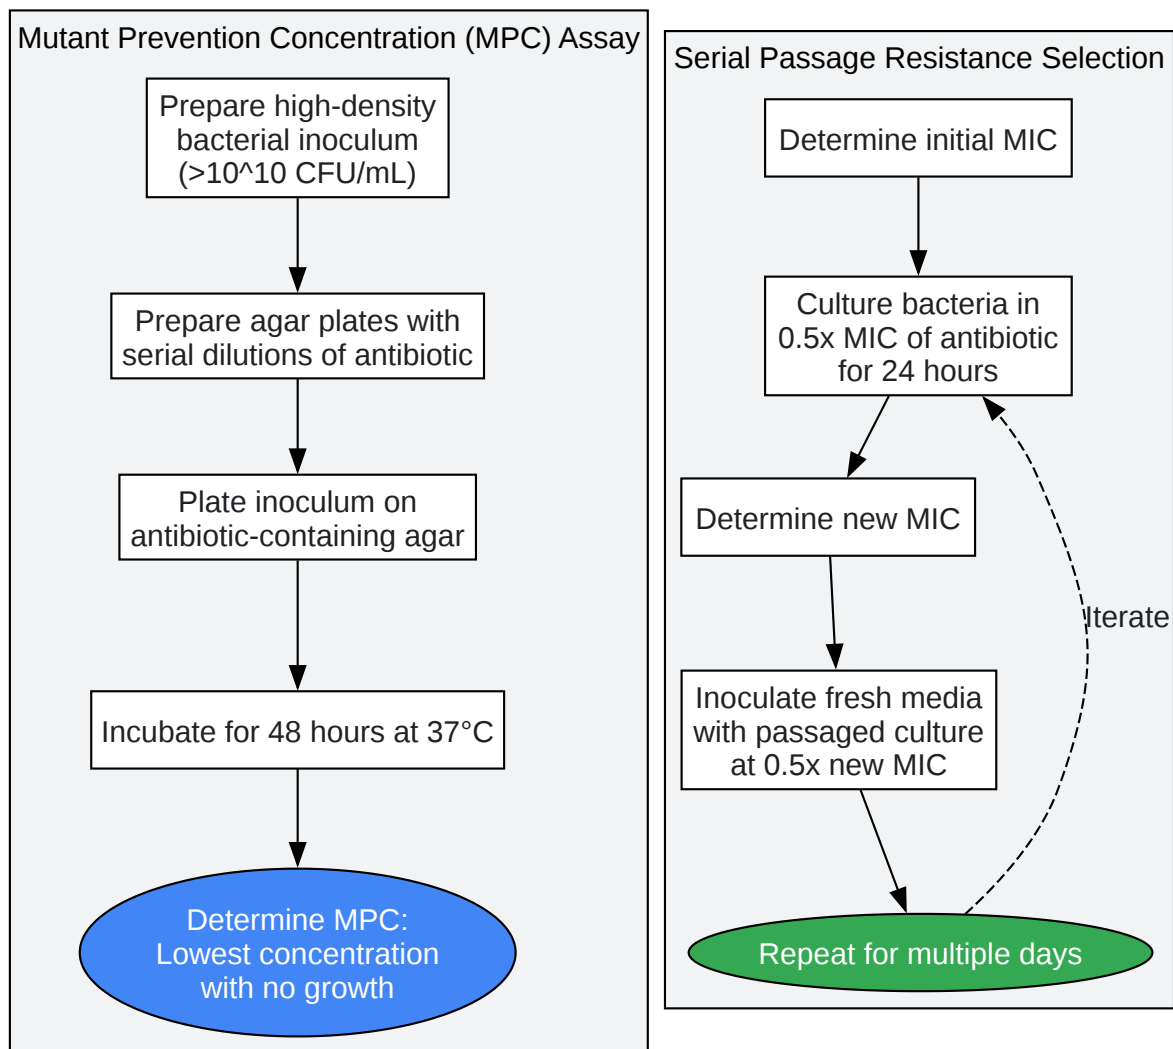 Mutant Prevention Concentration (MPC) Assay
Prepare high-density
bacterial inoculum
(>10^10 CFU/mL)
Prepare agar plates with
serial dilutions of antibiotic
Plate inoculum on
antibiotic-containing agar
Incubate for 48 hours at 37°C
Determine MPC:
Lowest concentration
with no growth
Serial Passage Resistance Selection
Determine initial MIC
Culture bacteria in
0.5x MIC of antibiotic
for 24 hours
Determine new MIC
Iterate
Inoculate fresh media
with passaged culture
at 0.5x new MIC
Repeat for multiple days